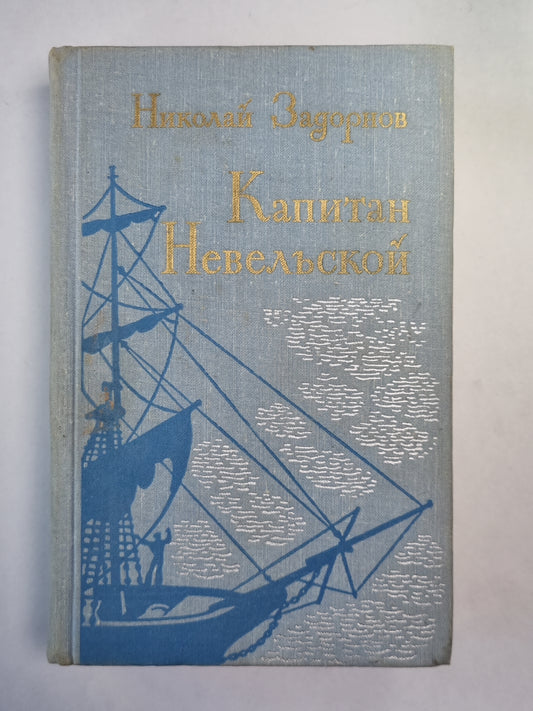 Николай Задорнов
Капитан
Невельской